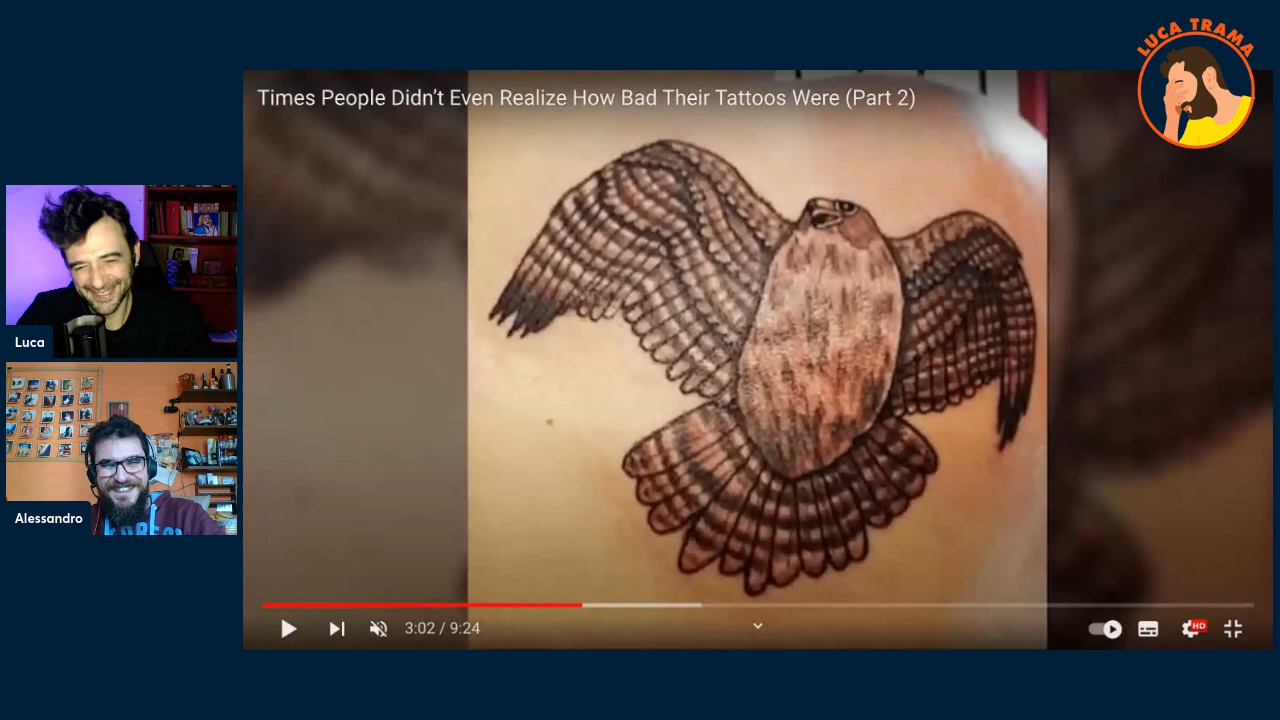 LUCA TRAMA
Times People Didn’t Even Realize How Bad Their Tattoos Were (Part 2)
Luca
Alessandro
3:02 / 9:24
HD